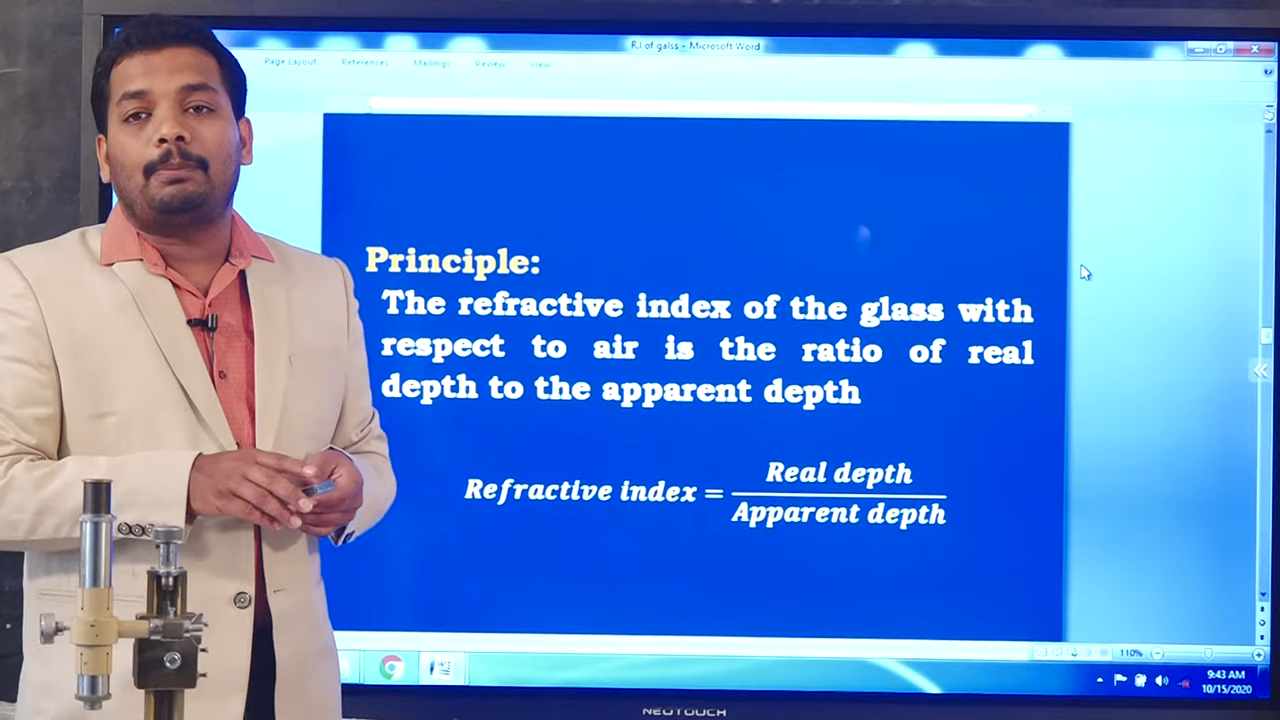 RJ of galss - Microsoft Word
Page Layout References Mailings Review View
Principle:
The refractive index of the glass with
respect to air is the ratio of real
depth to the apparent depth
Refractive index = Real depth
Apparent depth
110%
9:43 AM
10/15/2020
NEOTOUCH